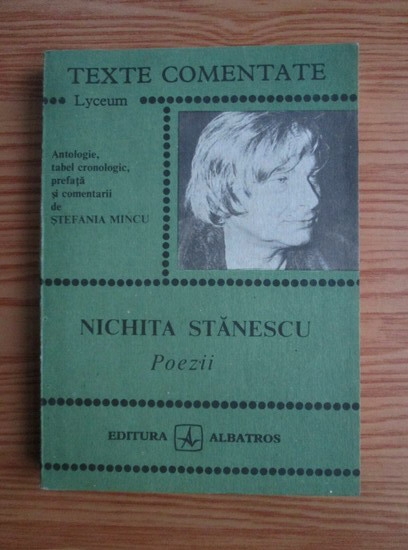 TEXTE COMENTATE
Lyceum
Antologie,
tabel cronologic,
prefață
și comentarii
de
ȘTEFANIA MINCU
NICHITA STĂNESCU
Poezii
EDITURA ALBATROS